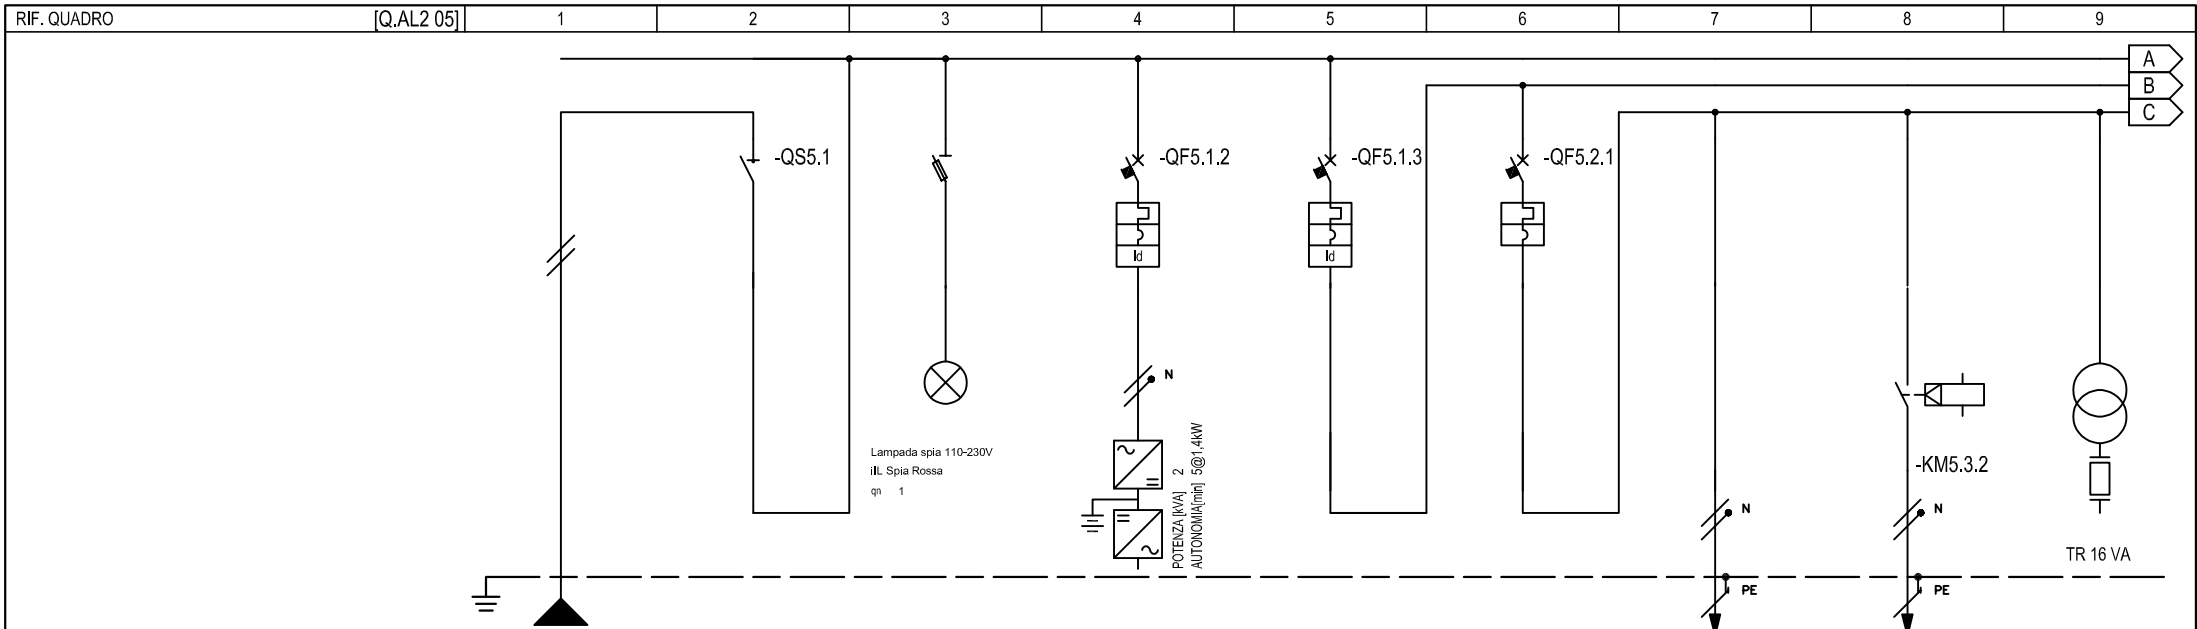 RIF. QUADRO [Q.AL2 05] 1 2 3 4 5 6 7 8 9
A
B
C
-QS5.1 -QF5.1.2 -QF5.1.3 -QF5.2.1
Id Id
N
Lampada spia 110-230V
iIL Spia Rossa
qn 1
POTENZA [kVA] 2
AUTONOMIA[min] 5@1,4kW
-KM5.3.2
N N
TR 16 VA
PE PE